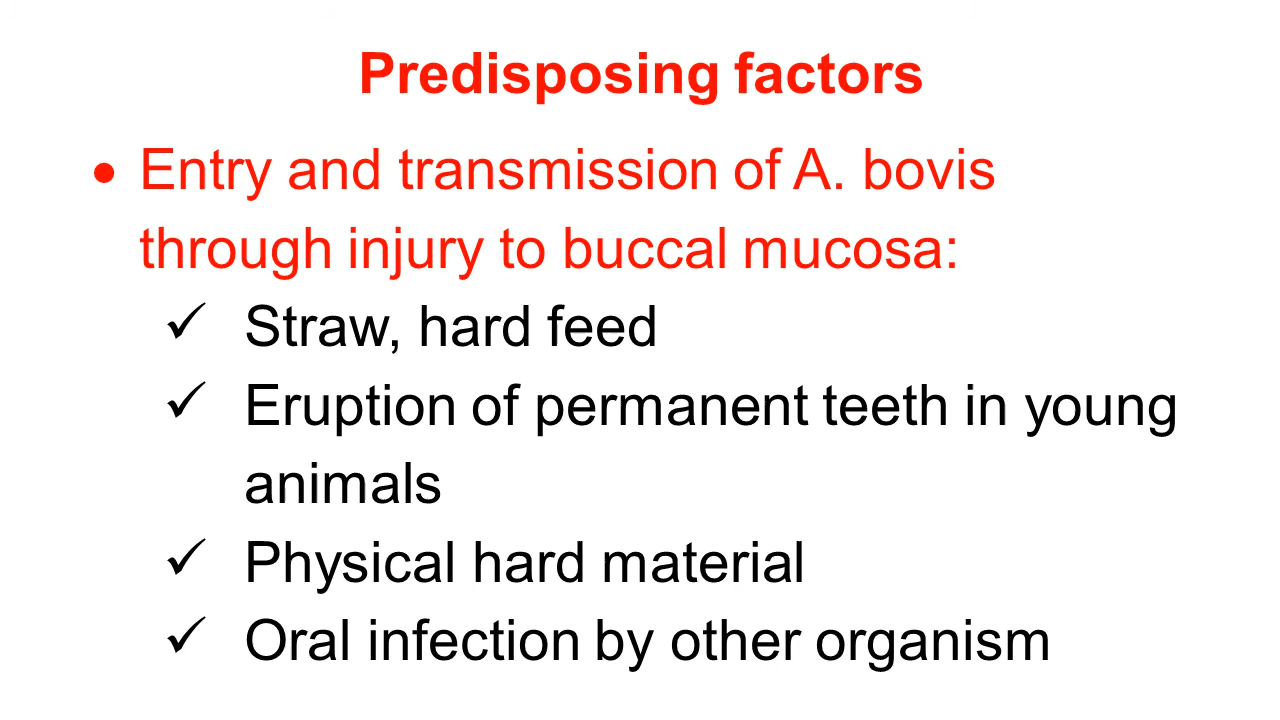 Predisposing factors
• Entry and transmission of A. bovis
through injury to buccal mucosa:
✓ Straw, hard feed
✓ Eruption of permanent teeth in young
animals
✓ Physical hard material
✓ Oral infection by other organism